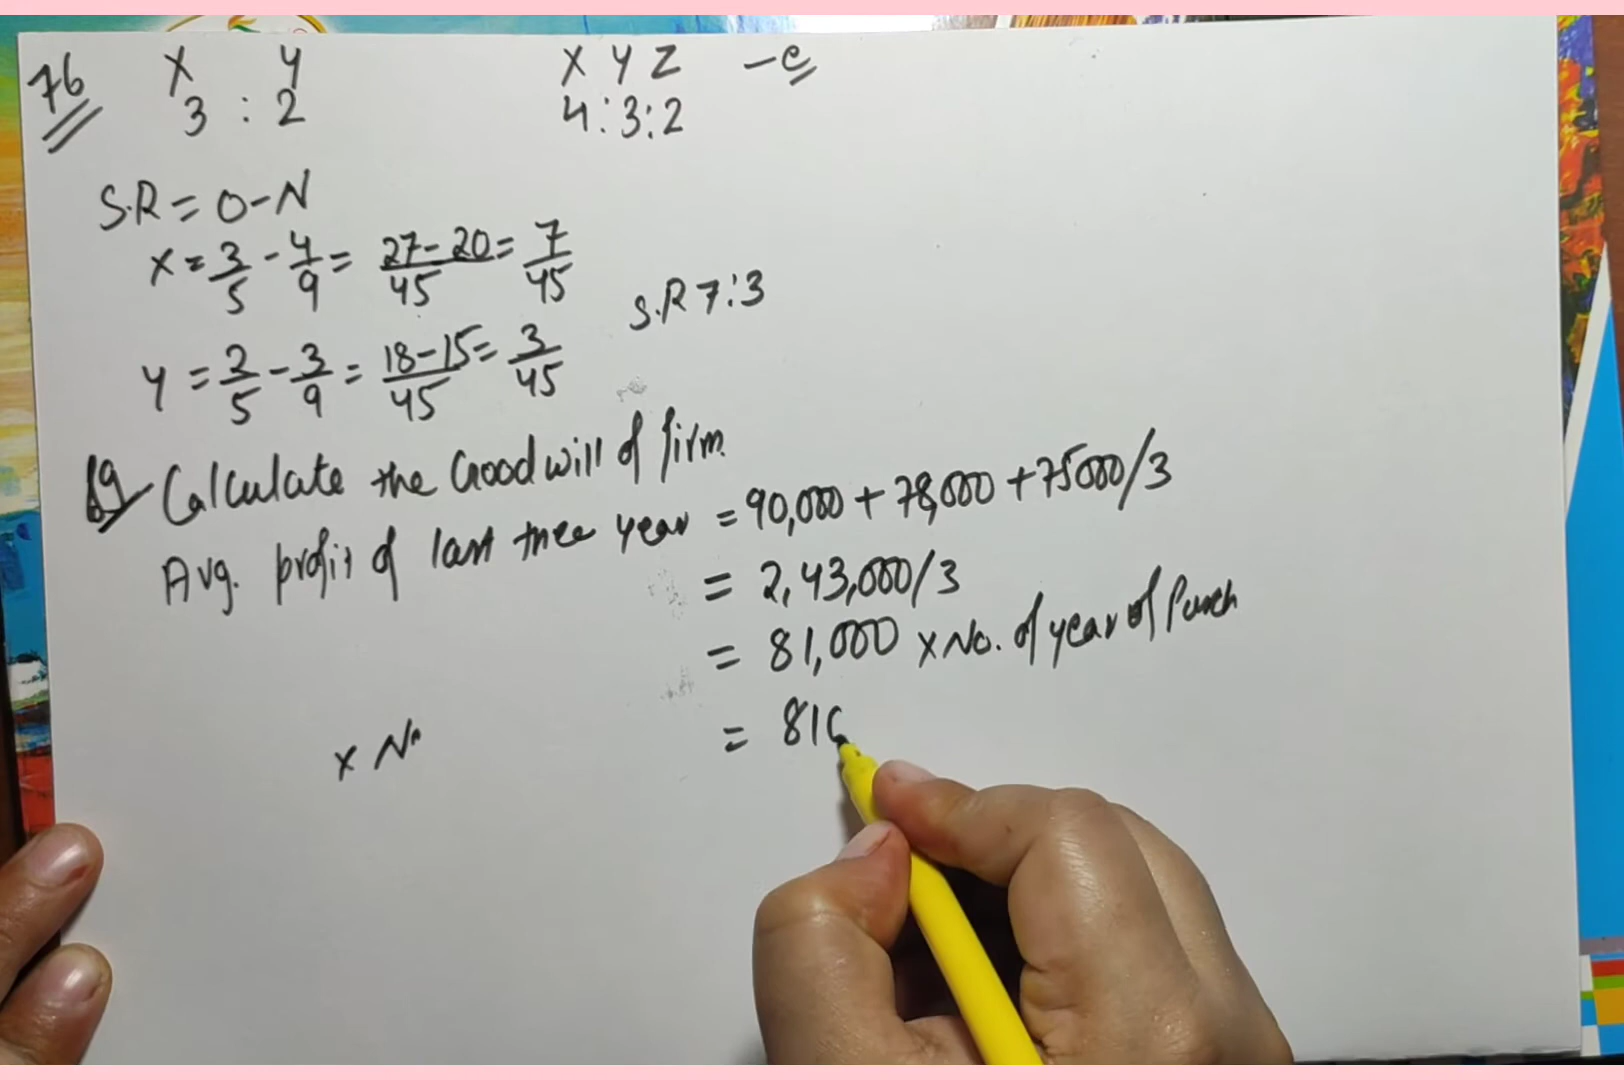 76 X Y X Y Z - e
3 : 2 4:3:2
S.R = O-N
X = 3/5 - 4/9 = 27-20/45 = 7/45
S.R 7:3
Y = 2/5 - 3/9 = 18-15/45 = 3/45
Calculate the Goodwill of firm
Avg. profit of last three year = 90,000 + 78,000 + 75000/3
= 2,43,000/3
= 81,000 x No. of year of Purch
x No = 810